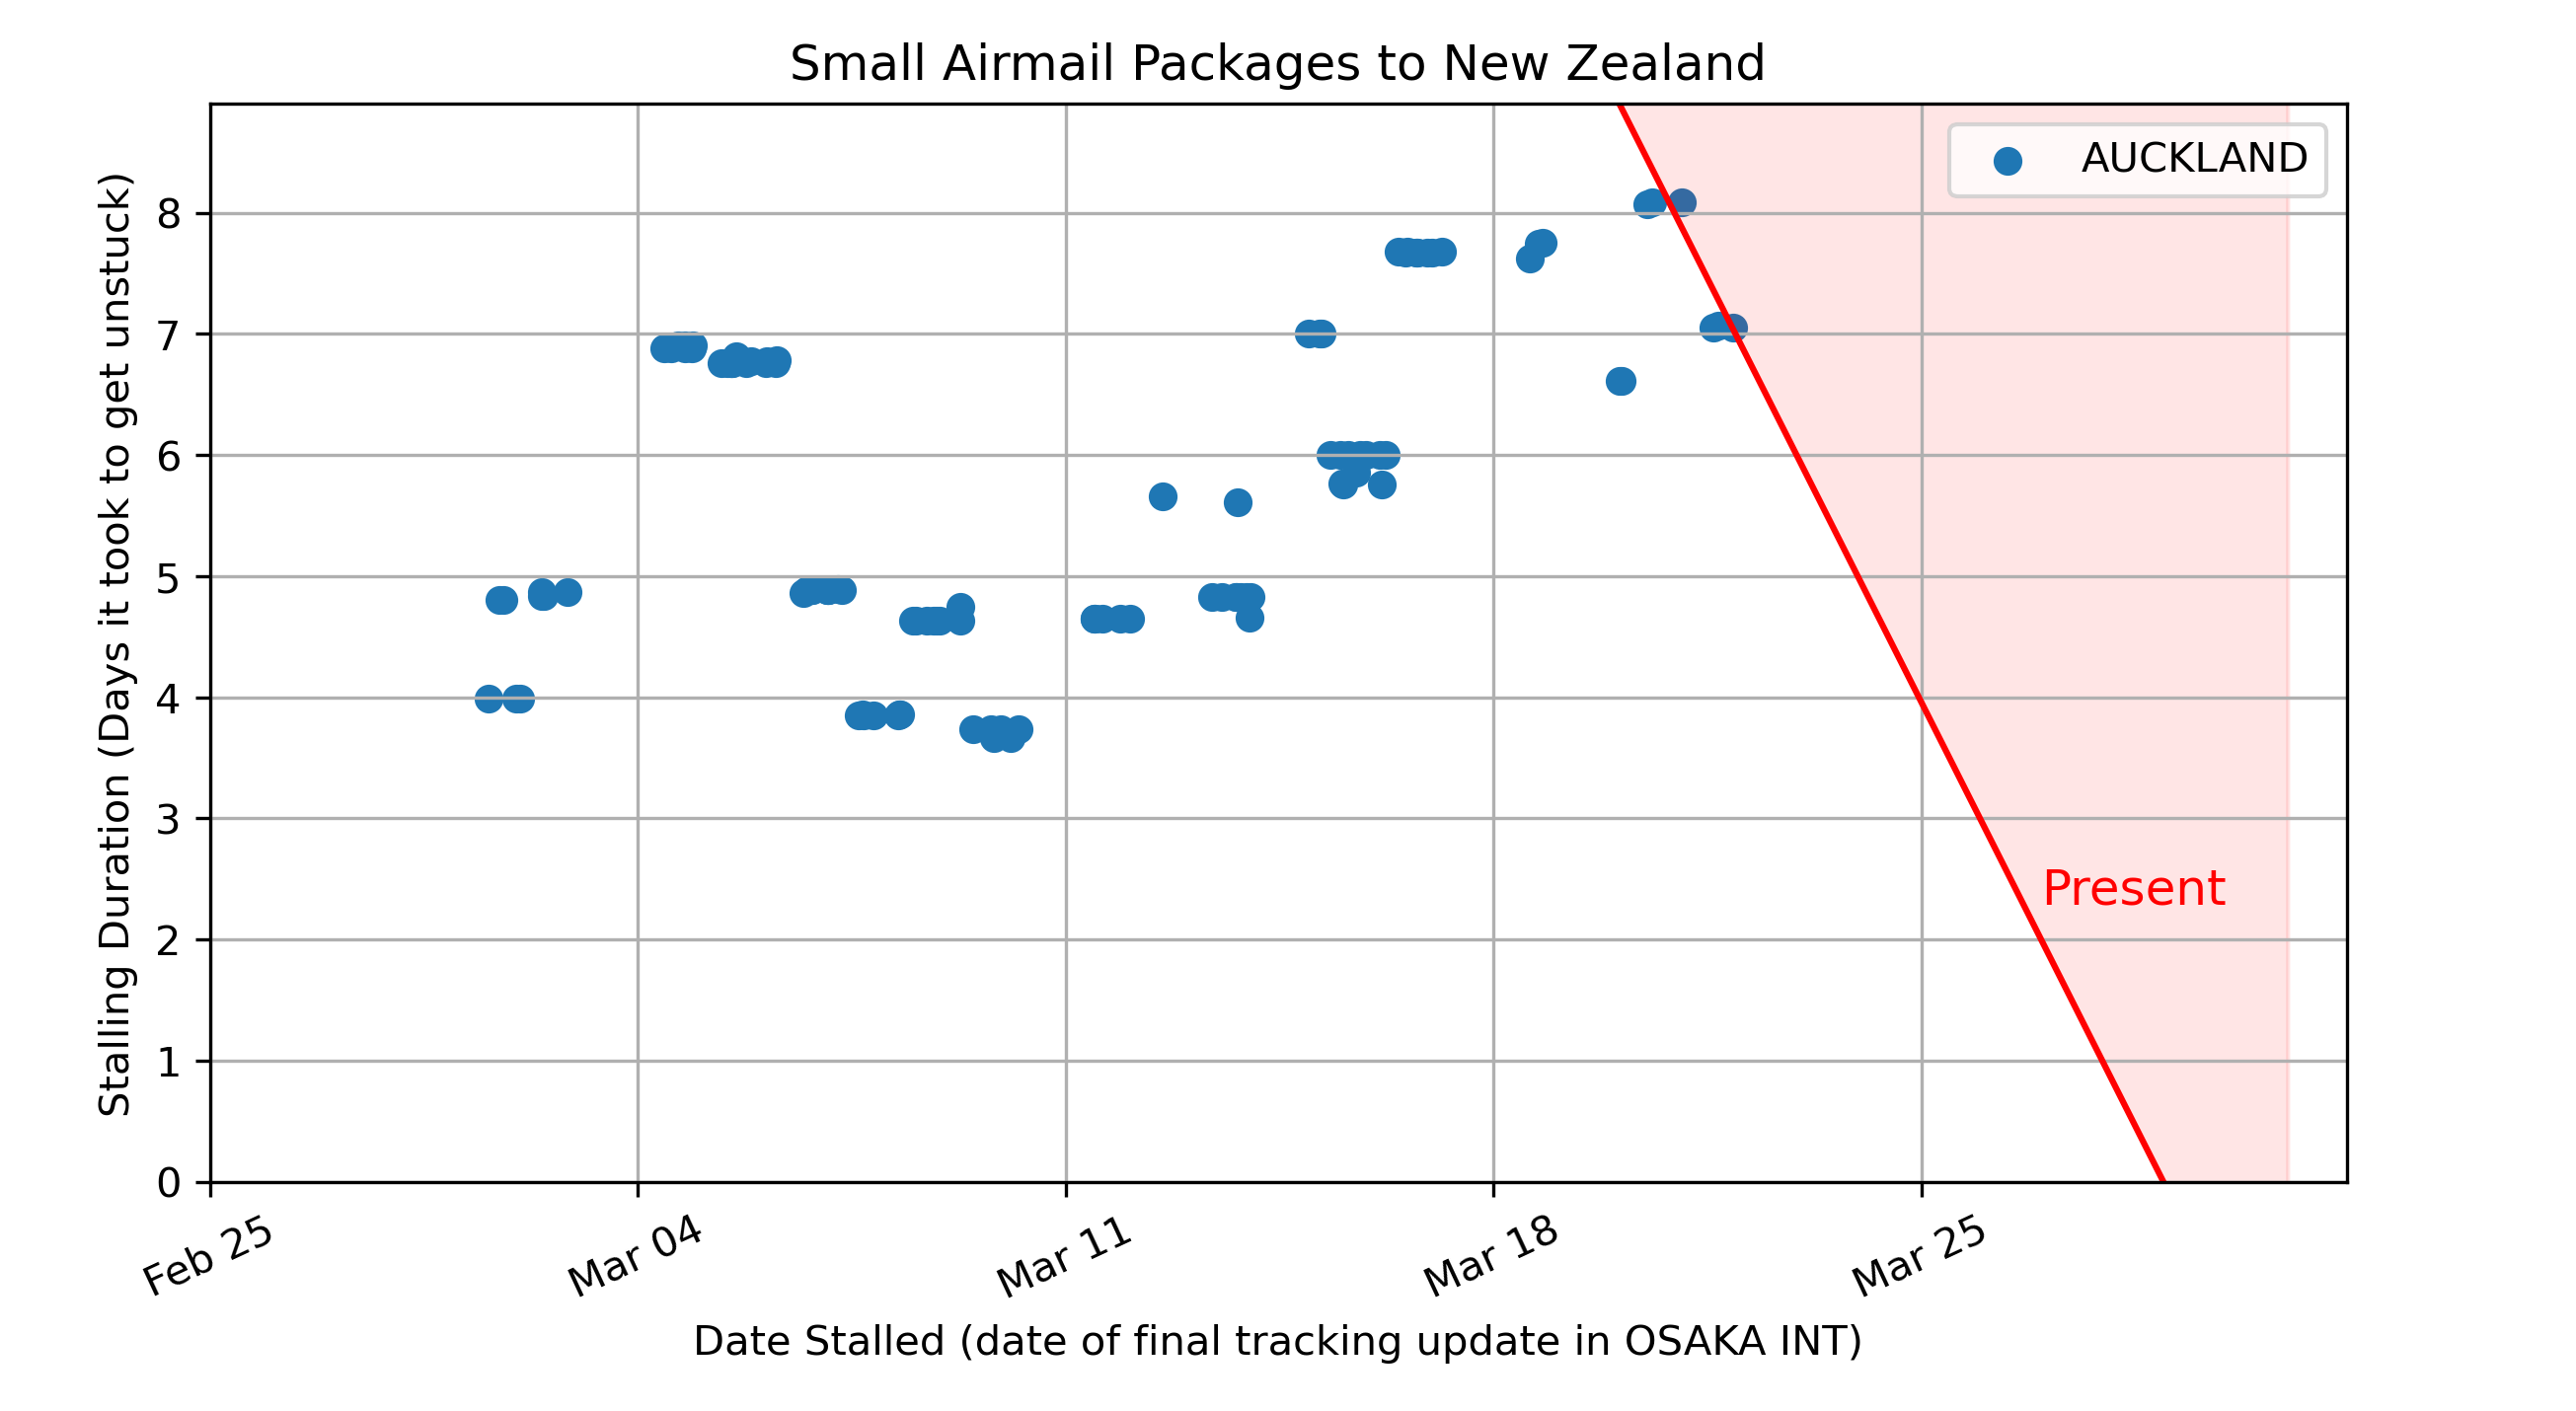 Small Airmail Packages to New Zealand
AUCKLAND
Stalling Duration (Days it took to get unstuck)
8
7
6
5
4
3
2
1
0
Present
Feb 25
Mar 04
Mar 11
Mar 18
Mar 25
Date Stalled (date of final tracking update in OSAKA INT)